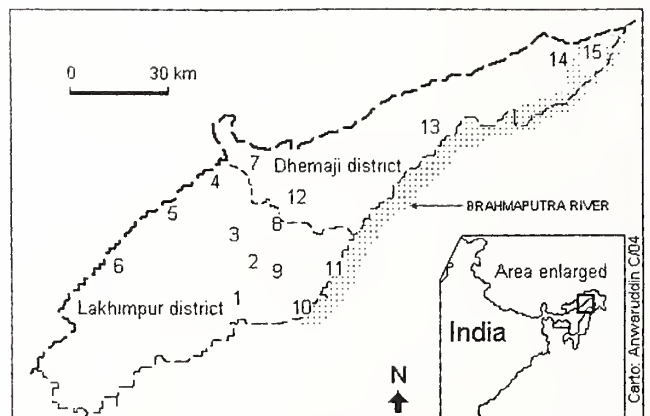 0 30 km
14 15
13
7 Dhemaji district
4
12
5
BRAHMAPUTRA RIVER
8
3
6
2 9 11
Area enlarged
1
10
Lakhimpur district
India
N
Carto: Anwaruddin C/04